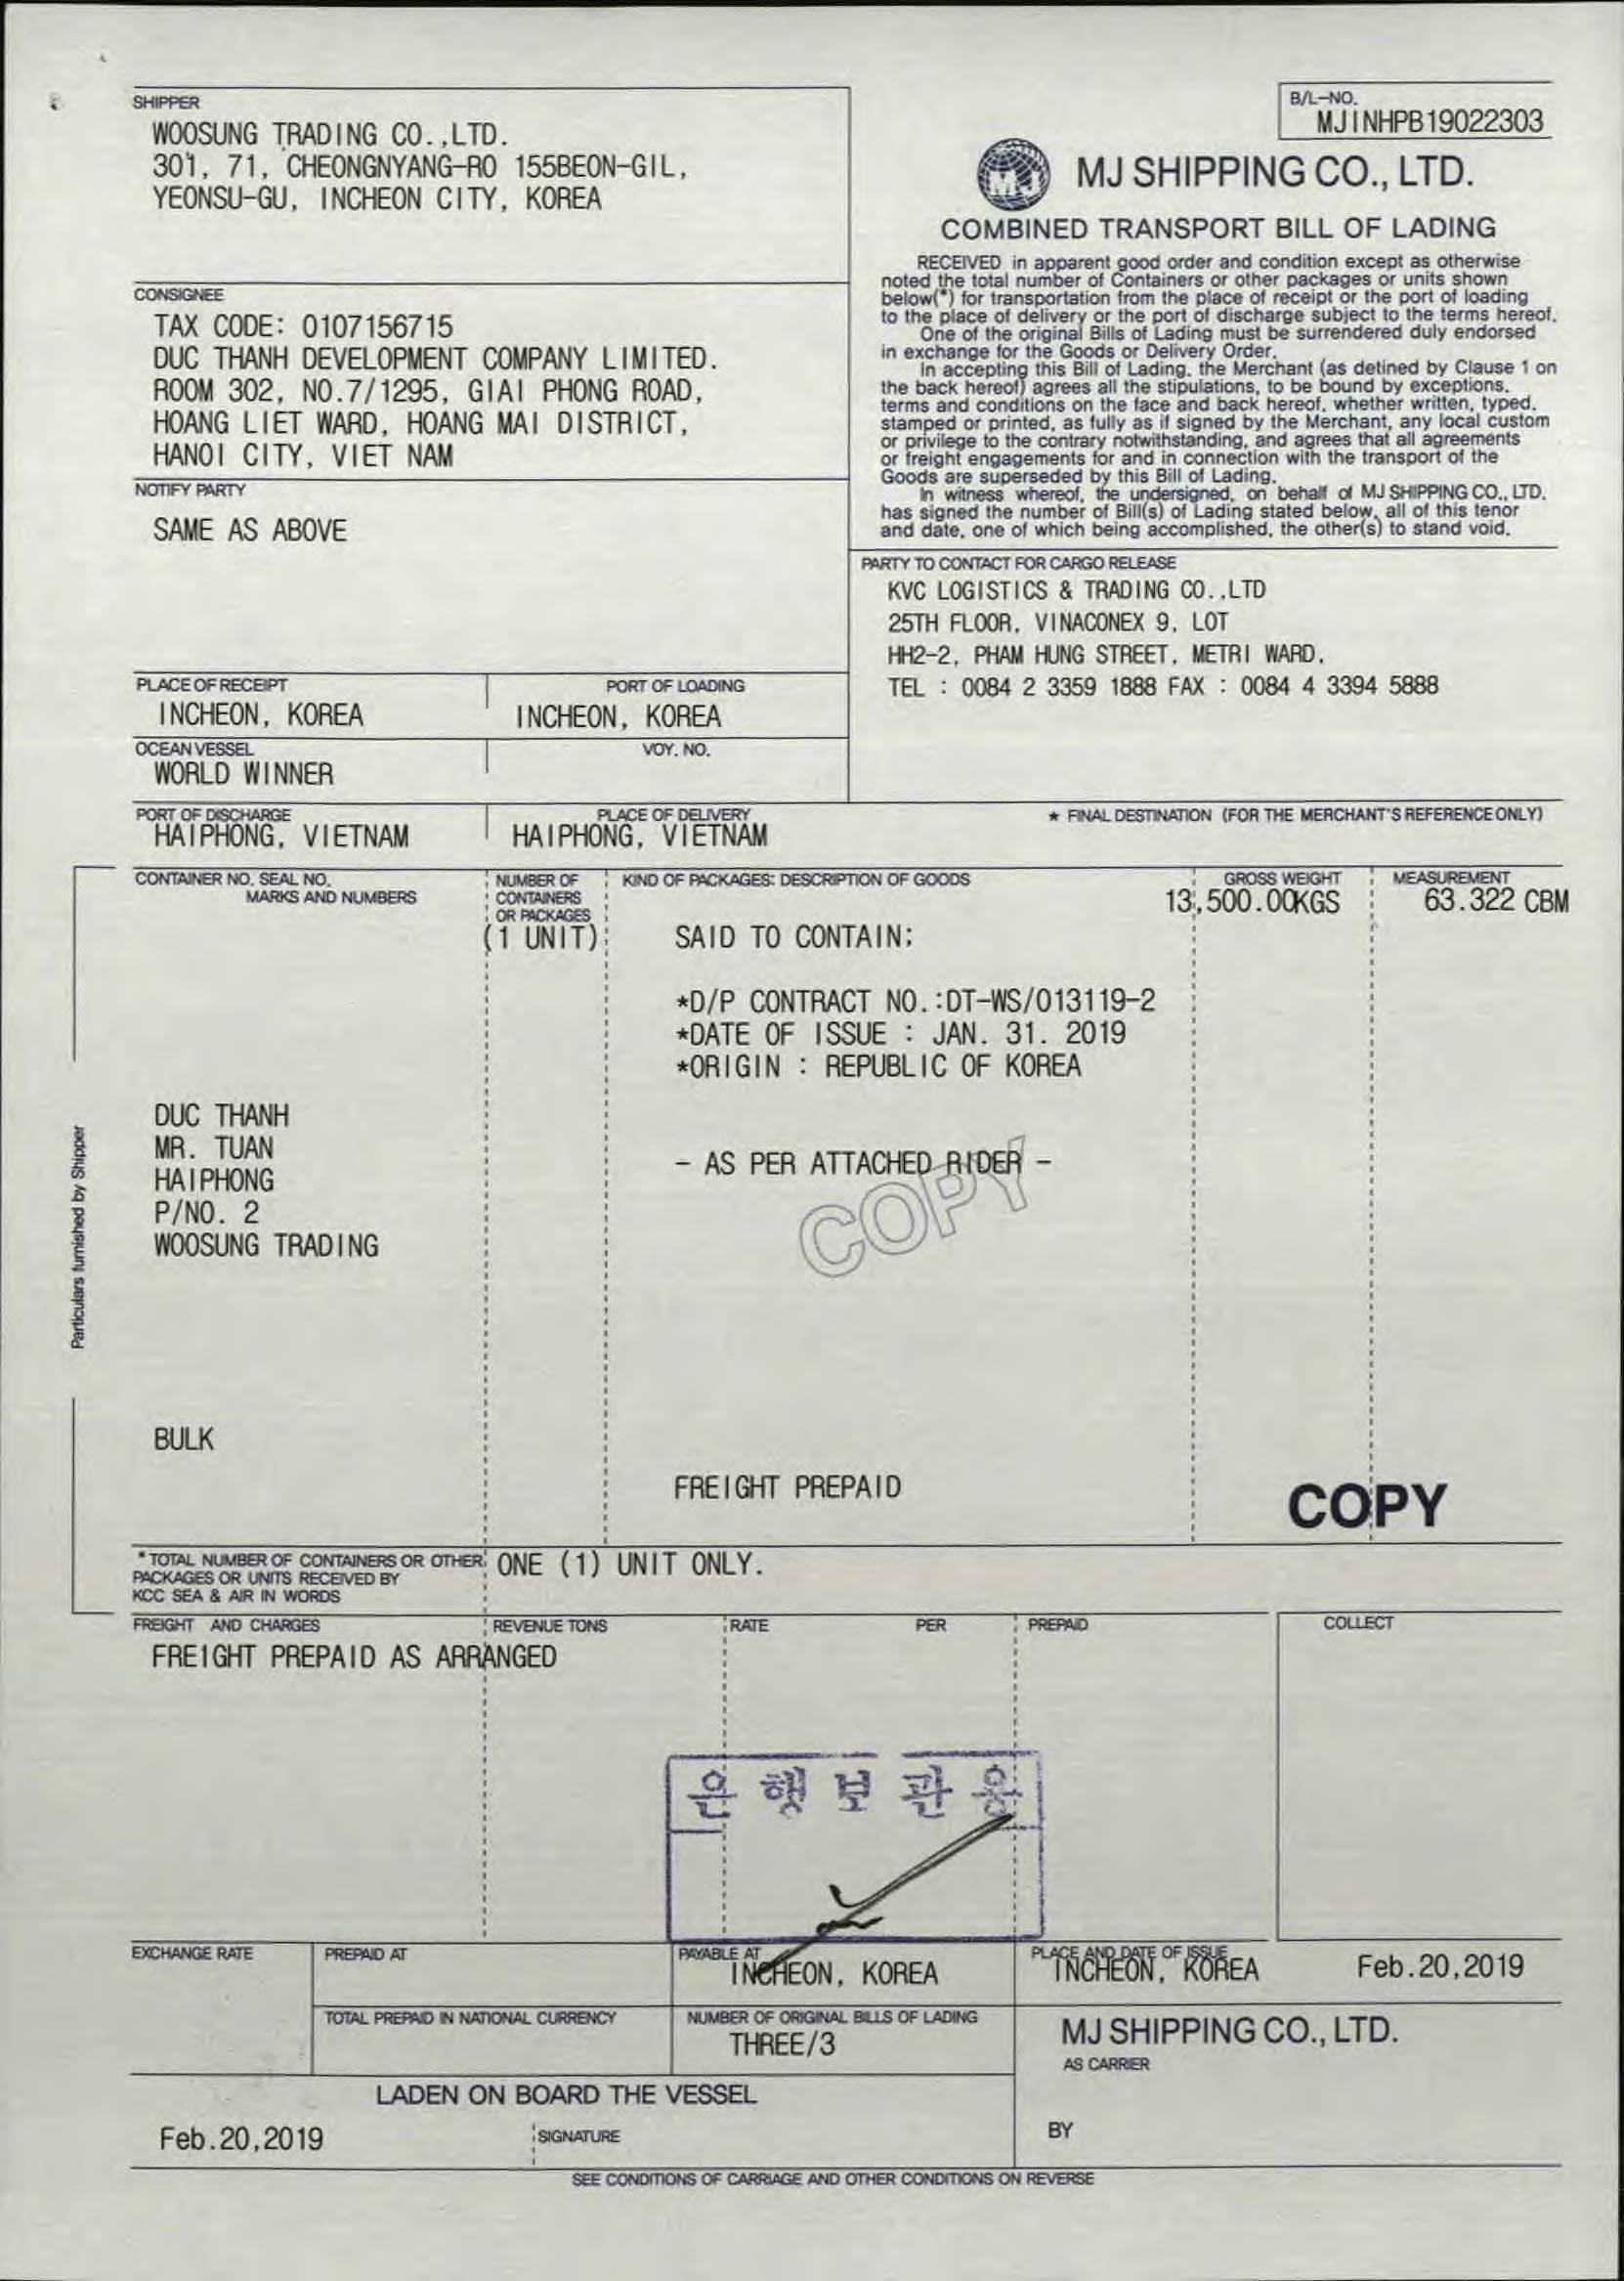 SHIPPER
WOOSUNG TRADING CO.,LTD.
301, 71, CHEONGNYANG-RO 155BEON-GIL,
YEONSU-GU, INCHEON CITY, KOREA
B/L-NO.
MJINHPB19022303
MJ
MJ SHIPPING CO., LTD.
COMBINED TRANSPORT BILL OF LADING
RECEIVED in apparent good order and condition except as otherwise
noted the total number of Containers or other packages or units shown
below(*) for transportation from the place of receipt or the port of loading
to the place of delivery or the port of discharge subject to the terms hereof.
One of the original Bills of Lading must be surrendered duly endorsed
in exchange for the Goods or Delivery Order.
In accepting this Bill of Lading. the Merchant (as detined by Clause 1 on
the back hereof) agrees all the stipulations, to be bound by exceptions.
terms and conditions on the face and back hereof, whether written, typed.
stamped or printed, as fully as if signed by the Merchant, any local custom
or privilege to the contrary notwithstanding, and agrees that all agreements
or freight engagements for and in connection with the transport of the
Goods are superseded by this Bill of Lading.
In witness whereof, the undersigned, on behalf of MJ SHIPPING CO., LTD.
has signed the number of Bill(s) of Lading stated below, all of this tenor
and date, one of which being accomplished, the other(s) to stand void.
CONSIGNEE
TAX CODE: 0107156715
DUC THANH DEVELOPMENT COMPANY LIMITED.
ROOM 302, NO.7/1295, GIAI PHONG ROAD,
HOANG LIET WARD, HOANG MAI DISTRICT,
HANOI CITY, VIET NAM
NOTIFY PARTY
SAME AS ABOVE
PARTY TO CONTACT FOR CARGO RELEASE
KVC LOGISTICS & TRADING CO.,LTD
25TH FLOOR, VINACONEX 9, LOT
HH2-2, PHAM HUNG STREET, METRI WARD,
TEL : 0084 2 3359 1888 FAX : 0084 4 3394 5888
PLACE OF RECEIPT
INCHEON, KOREA
PORT OF LOADING
INCHEON, KOREA
OCEAN VESSEL
WORLD WINNER
VOY. NO.
PORT OF DISCHARGE
HAIPHONG, VIETNAM
PLACE OF DELIVERY
HAIPHONG, VIETNAM
* FINAL DESTINATION (FOR THE MERCHANT'S REFERENCE ONLY)
CONTAINER NO. SEAL NO.
MARKS AND NUMBERS
NUMBER OF
CONTAINERS
OR PACKAGES
KIND OF PACKAGES: DESCRIPTION OF GOODS
GROSS WEIGHT
MEASUREMENT
13,500.00KGS
63.322 CBM
(1 UNIT)
SAID TO CONTAIN:
*D/P CONTRACT NO.:DT-WS/013119-2
*DATE OF ISSUE : JAN. 31. 2019
*ORIGIN : REPUBLIC OF KOREA
DUC THANH
MR. TUAN
HAIPHONG
P/NO. 2
WOOSUNG TRADING
- AS PER ATTACHED RIDER -
COPY
Particulars furnished by Shipper
BULK
FREIGHT PREPAID
COPY
*TOTAL NUMBER OF CONTAINERS OR OTHER
PACKAGES OR UNITS RECEIVED BY
KCC SEA & AIR IN WORDS
ONE (1) UNIT ONLY.
FREIGHT AND CHARGES
REVENUE TONS
RATE
PER
PREPAID
COLLECT
FREIGHT PREPAID AS ARRANGED
은행보관용
EXCHANGE RATE
PREPAID AT
PAYABLE AT
INCHEON, KOREA
PLACE AND DATE OF ISSUE
INCHEON, KOREA
Feb.20,2019
TOTAL PREPAID IN NATIONAL CURRENCY
NUMBER OF ORIGINAL BILLS OF LADING
THREE/3
MJ SHIPPING CO., LTD.
AS CARRIER
LADEN ON BOARD THE VESSEL
Feb.20,2019
SIGNATURE
BY
SEE CONDITIONS OF CARRIAGE AND OTHER CONDITIONS ON REVERSE